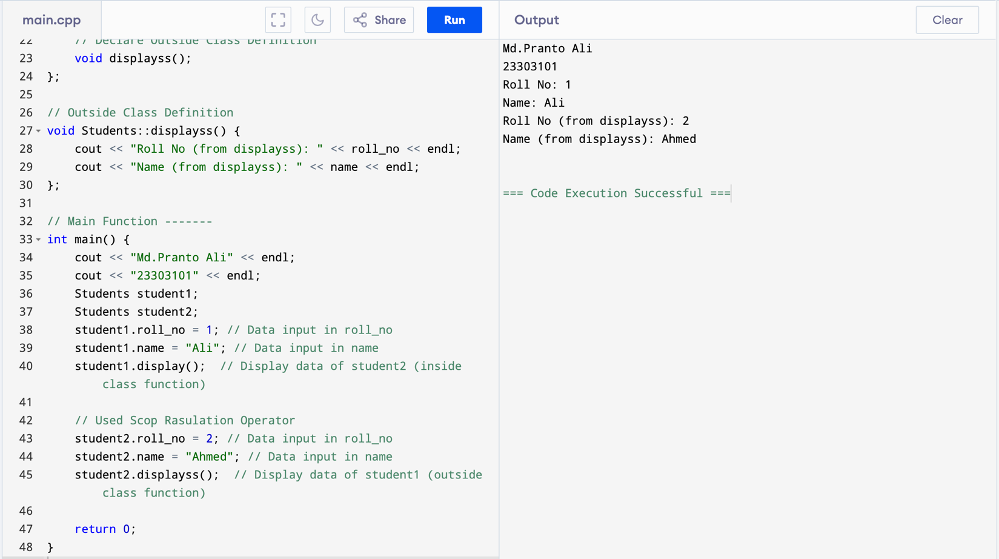 main.cpp
Share
Run
Output
Clear
22 // Declare Outside Class Definition
23 void displayss();
24 };
25
26 // Outside Class Definition
27 void Students::displayss() {
28 cout << "Roll No (from displayss): " << roll_no << endl;
29 cout << "Name (from displayss): " << name << endl;
30 };
31
32 // Main Function -------
33 int main() {
34 cout << "Md.Pranto Ali" << endl;
35 cout << "23303101" << endl;
36 Students student1;
37 Students student2;
38 student1.roll_no = 1; // Data input in roll_no
39 student1.name = "Ali"; // Data input in name
40 student1.display();  // Display data of student2 (inside
class function)
41
42 // Used Scop Rasulation Operator
43 student2.roll_no = 2; // Data input in roll_no
44 student2.name = "Ahmed"; // Data input in name
45 student2.displayss();  // Display data of student1 (outside
class function)
46
47 return 0;
48 }
Md.Pranto Ali
23303101
Roll No: 1
Name: Ali
Roll No (from displayss): 2
Name (from displayss): Ahmed
=== Code Execution Successful ===